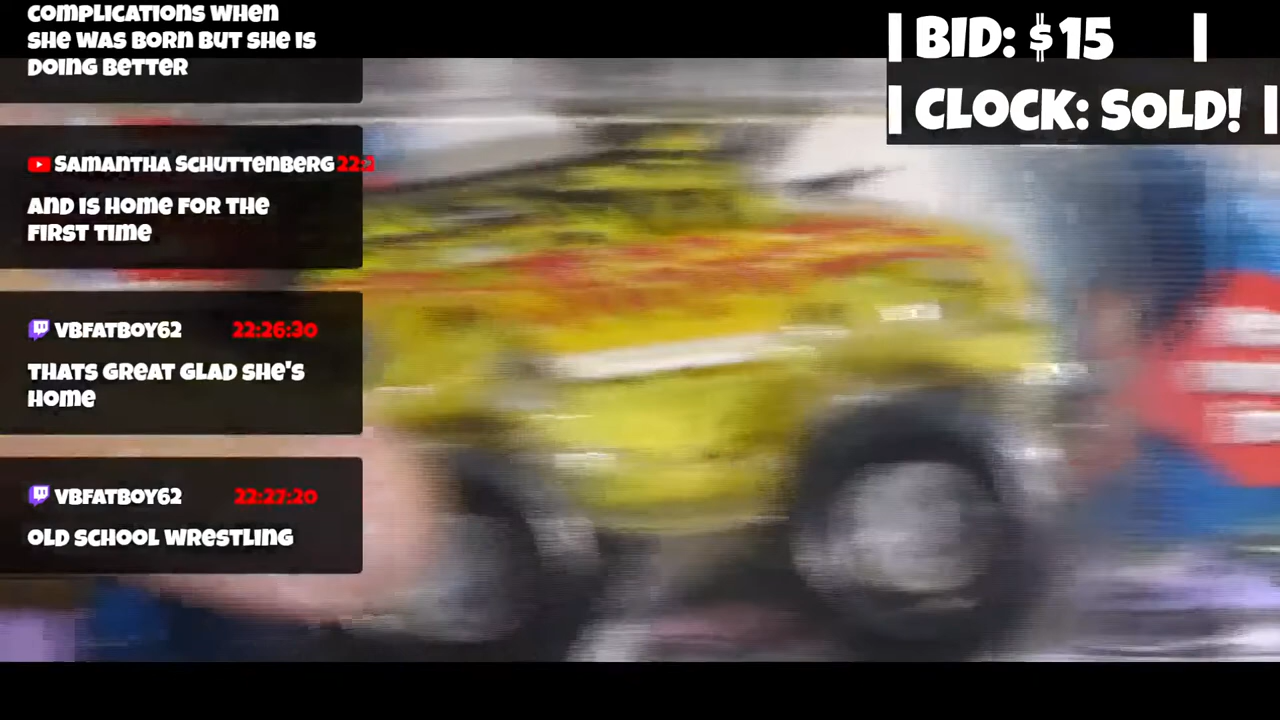 COMPLICATIONS WHEN
SHE WAS BORN BUT SHE IS
DOING BETTER
SAMANTHA SCHUTTENBERG
AND IS HOME FOR THE
FIRST TIME
VBFATBOY62 22:26:30
THATS GREAT GLAD SHE'S
HOME
VBFATBOY62 22:27:20
OLD SCHOOL WRESTLING
| BID: $15 |
| CLOCK: SOLD! |